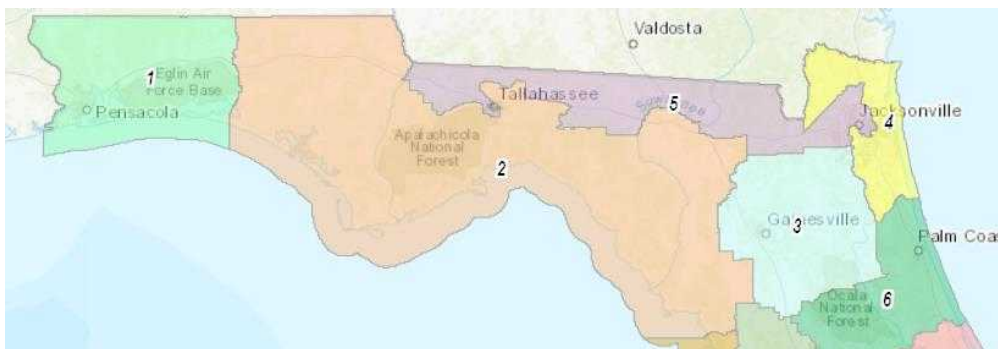 Valdosta
1
Eglin Air
Force Base
Pensacola
Tallahassee
5
Jacksonville
4
Apalachicola
National
Forest
2
Gainesville
3
Palm Coas
Ocala
National
Forest
6